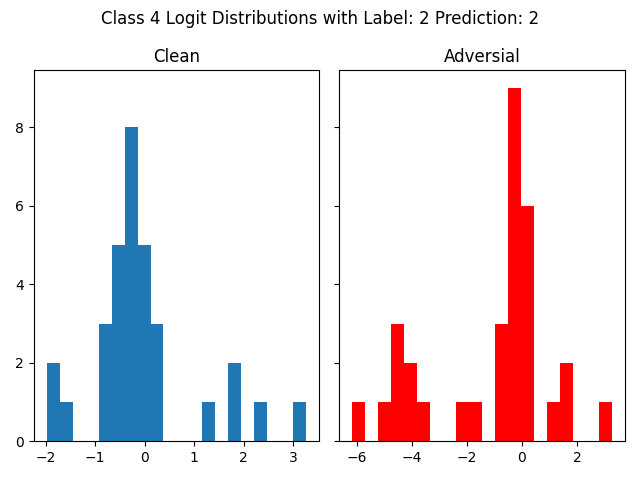 Class 4 Logit Distributions with Label: 2 Prediction: 2
Clean
Adversial
8
6
4
2
0
−2 −1 0 1 2 3
−6 −4 −2 0 2